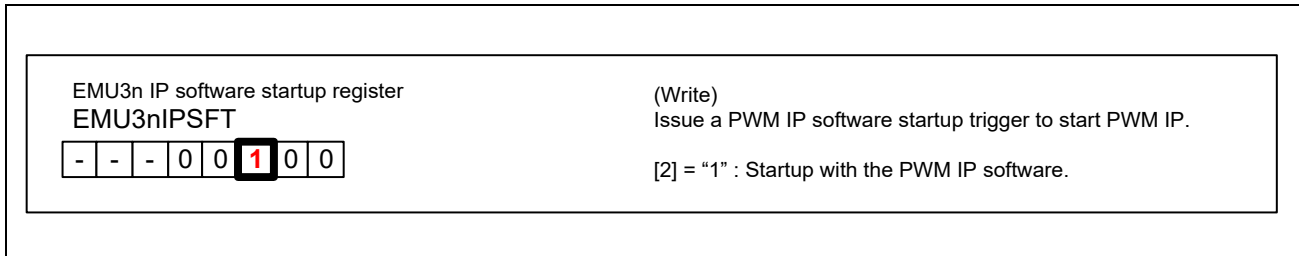 EMU3n IP software startup register
EMU3nIPSFT
- - - 0 0 1 0 0
(Write)
Issue a PWM IP software startup trigger to start PWM IP.
[2] = “1” : Startup with the PWM IP software.